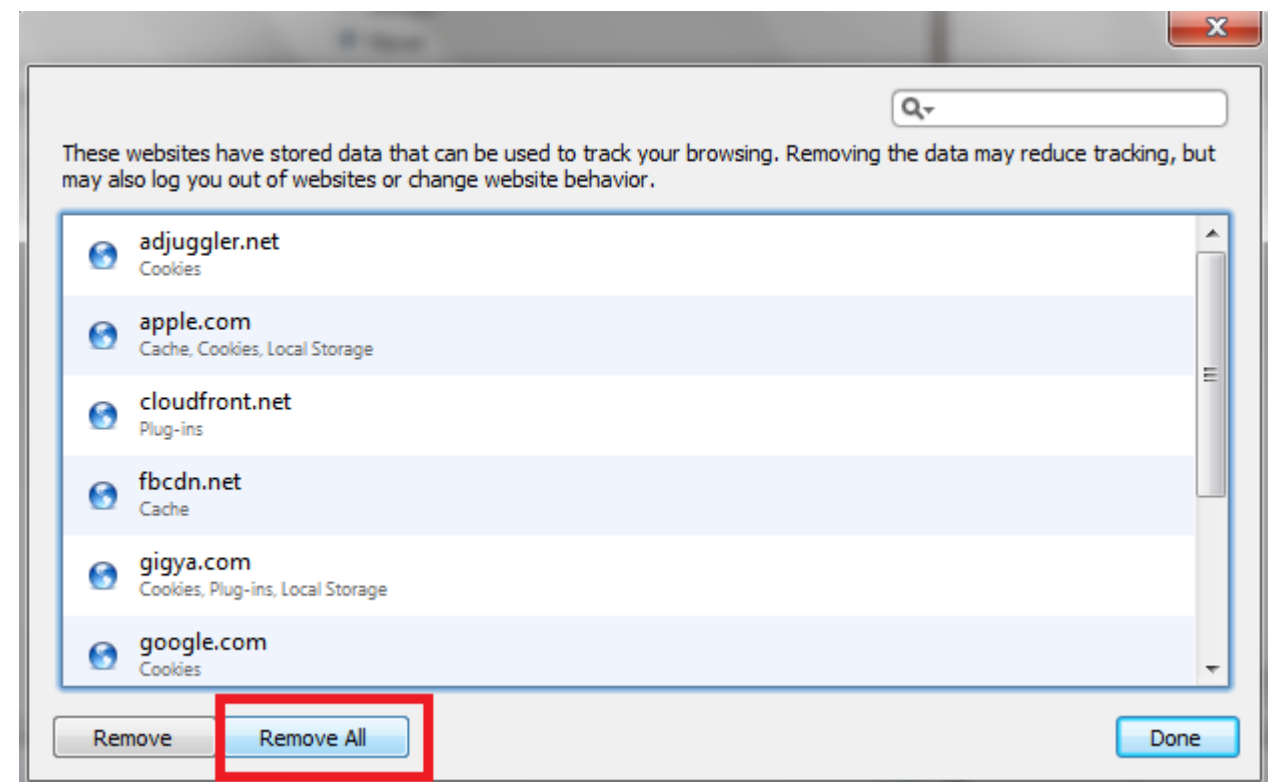 These websites have stored data that can be used to track your browsing. Removing the data may reduce tracking, but
may also log you out of websites or change website behavior.
adjuggler.net
Cookies
apple.com
Cache, Cookies, Local Storage
cloudfront.net
Plug-ins
fbcdn.net
Cache
gigya.com
Cookies, Plug-ins, Local Storage
google.com
Cookies
Remove
Remove All
Done